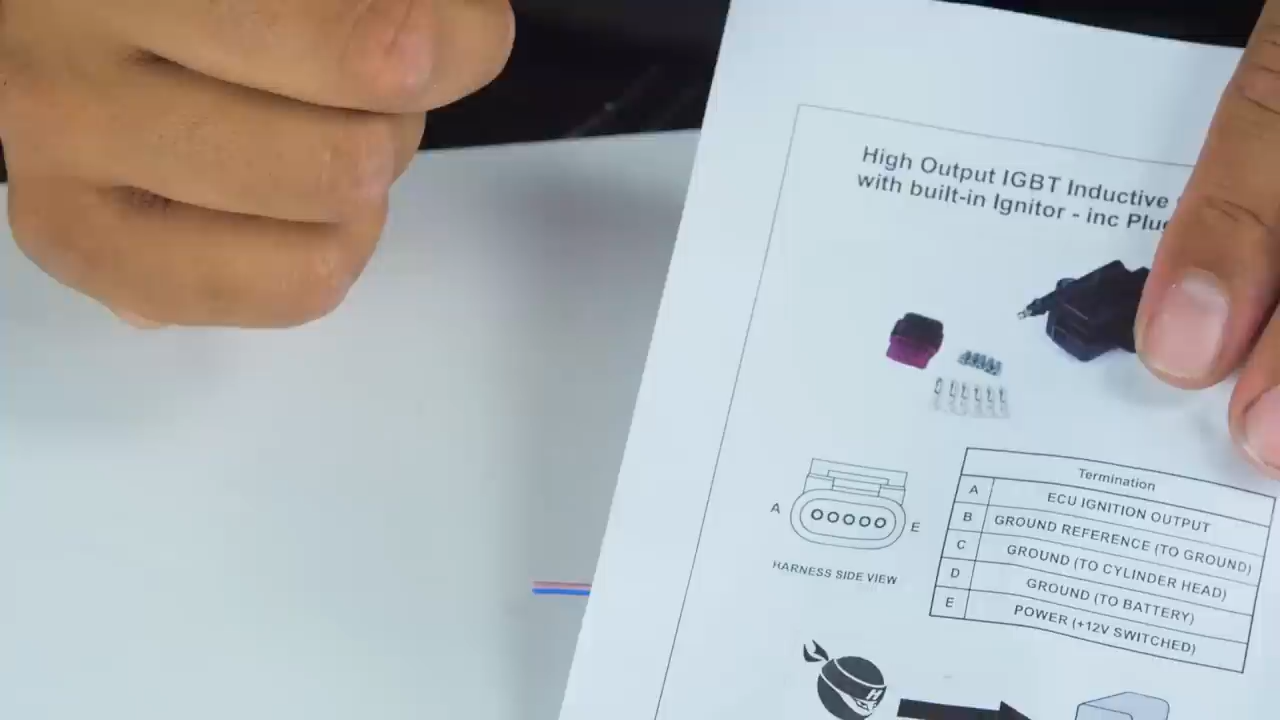 High Output IGBT Inductive
with built-in Ignitor - inc
A
E
HARNESS SIDE VIEW
Termination
A ECU IGNITION OUTPUT
B GROUND REFERENCE (TO GROUND)
C GROUND (TO CYLINDER HEAD)
D GROUND (TO BATTERY)
E POWER (+12V SWITCHED)
H